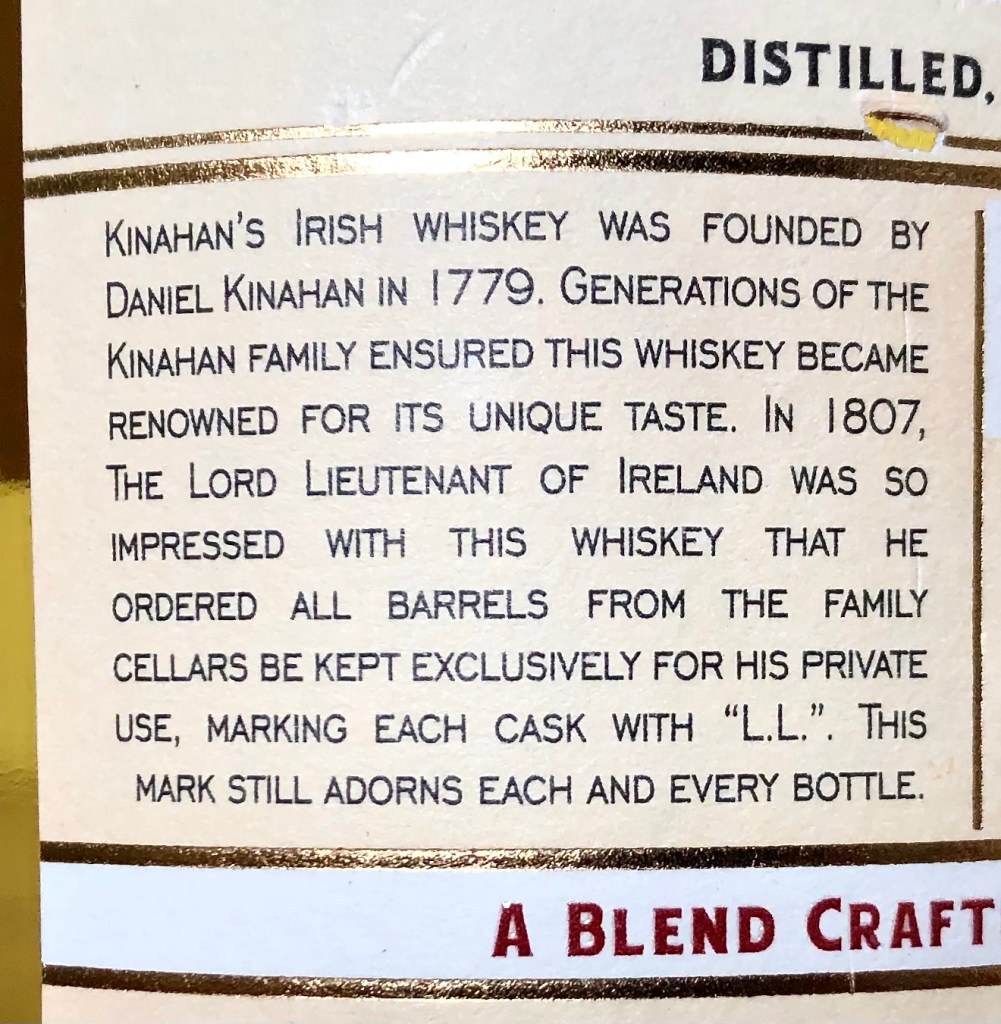 DISTILLED,
KINAHAN'S IRISH WHISKEY WAS FOUNDED BY
DANIEL KINAHAN IN 1779. GENERATIONS OF THE
KINAHAN FAMILY ENSURED THIS WHISKEY BECAME
RENOWNED FOR ITS UNIQUE TASTE. IN 1807,
THE LORD LIEUTENANT OF IRELAND WAS SO
IMPRESSED WITH THIS WHISKEY THAT HE
ORDERED ALL BARRELS FROM THE FAMILY
CELLARS BE KEPT EXCLUSIVELY FOR HIS PRIVATE
USE, MARKING EACH CASK WITH “L.L.”. THIS
MARK STILL ADORNS EACH AND EVERY BOTTLE.
A BLEND CRAFT